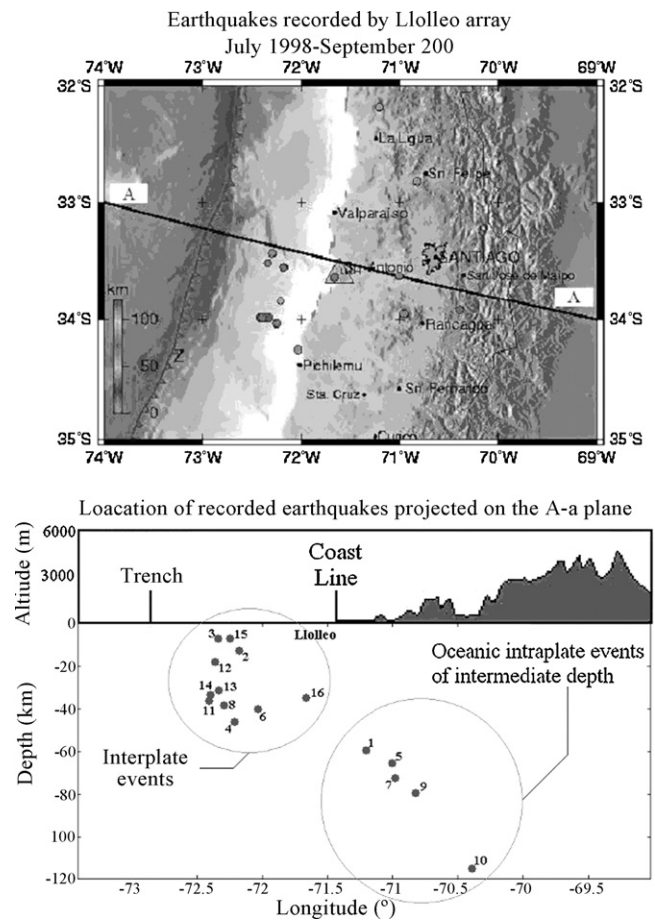 Earthquakes recorded by Llolleo array
July 1998-September 200
74°W 73°W 72°W 71°W 70°W 69°W
32°S 32°S
La Ligua
Sn. Felipe
A
33°S 33°S
Valparaiso
SANTIAGO
Antonio
San Jose de Maipo
km
A
100
34°S 34°S
Rancagua
Z
50
Pichilemu
Sta. Cruz
Sn. Fernando
0
Curico
35°S 35°S
74°W 73°W 72°W 71°W 70°W 69°W
Loacation of recorded earthquakes projected on the A-a plane
Altiude (m)
6000
3000
0
Trench
Coast
Line
Llolleo
Depth (km)
-20
-40
-60
-80
100
-120
3 15
2
12
14 13
11 8
4 6
16
Interplate
events
Oceanic intraplate events
of intermediate depth
1
5
7 9
10
-73 -72.5 -72 -71.5 -71 -70.5 -70 -69.5
Longitude (º)